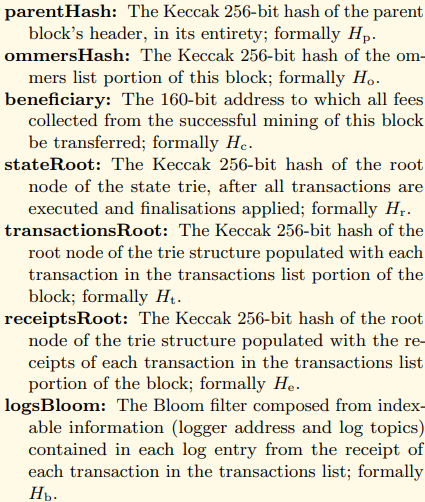 parentHash: The Keccak 256-bit hash of the parent
block's header, in its entirety; formally Hp.
ommersHash: The Keccak 256-bit hash of the om-
mers list portion of this block; formally Ho.
beneficiary: The 160-bit address to which all fees
collected from the successful mining of this block
be transferred; formally Hc.
stateRoot: The Keccak 256-bit hash of the root
node of the state trie, after all transactions are
executed and finalisations applied; formally Hr.
transactionsRoot: The Keccak 256-bit hash of the
root node of the trie structure populated with each
transaction in the transactions list portion of the
block; formally Ht.
receiptsRoot: The Keccak 256-bit hash of the root
node of the trie structure populated with the re-
ceipts of each transaction in the transactions list
portion of the block; formally He.
logsBloom: The Bloom filter composed from index-
able information (logger address and log topics)
contained in each log entry from the receipt of
each transaction in the transactions list; formally
Hb.